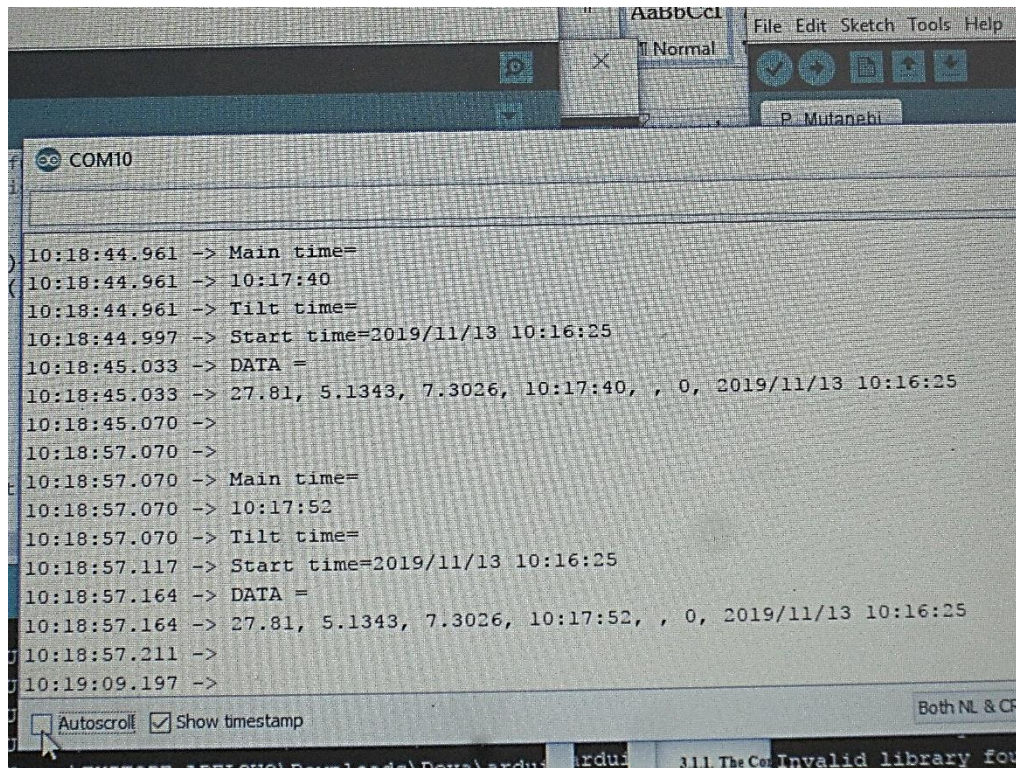 AaBbCcI
Normal
File Edit Sketch Tools Help
P_Mutanebi
COM10
10:18:44.961 -> Main time=
10:18:44.961 -> 10:17:40
10:18:44.961 -> Tilt time=
10:18:44.997 -> Start time=2019/11/13 10:16:25
10:18:45.033 -> DATA =
10:18:45.033 -> 27.81, 5.1343, 7.3026, 10:17:40, , 0, 2019/11/13 10:16:25
10:18:45.070 ->
10:18:57.070 ->
10:18:57.070 -> Main time=
10:18:57.070 -> 10:17:52
10:18:57.070 -> Tilt time=
10:18:57.117 -> Start time=2019/11/13 10:16:25
10:18:57.164 -> DATA =
10:18:57.164 -> 27.81, 5.1343, 7.3026, 10:17:52, , 0, 2019/11/13 10:16:25
10:18:57.211 ->
10:19:09.197 ->
Autoscroll Show timestamp
Both NL & CR
3.1.1. The Invalid library fou